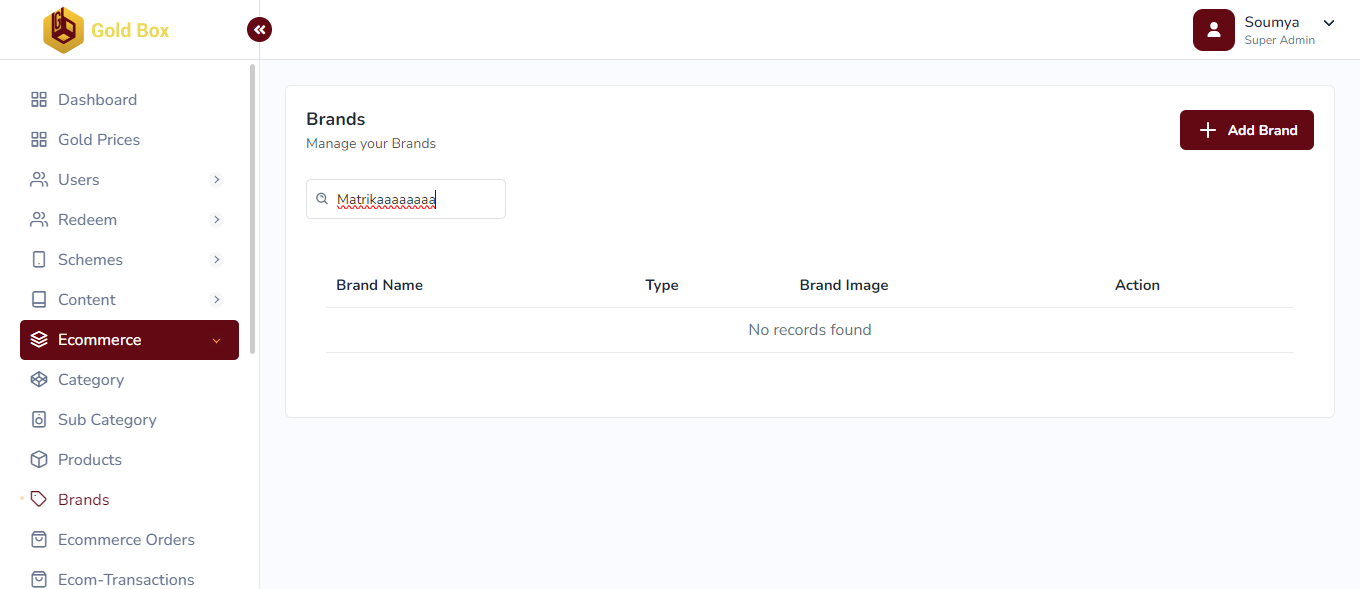 Gold Box
Soumya
Super Admin
Dashboard
Gold Prices
Users
Redeem
Schemes
Content
Ecommerce
Category
Sub Category
Products
Brands
Ecommerce Orders
Ecom-Transactions
Brands
Manage your Brands
Add Brand
Matrikaaaaaaaa
Brand Name Type Brand Image Action
No records found